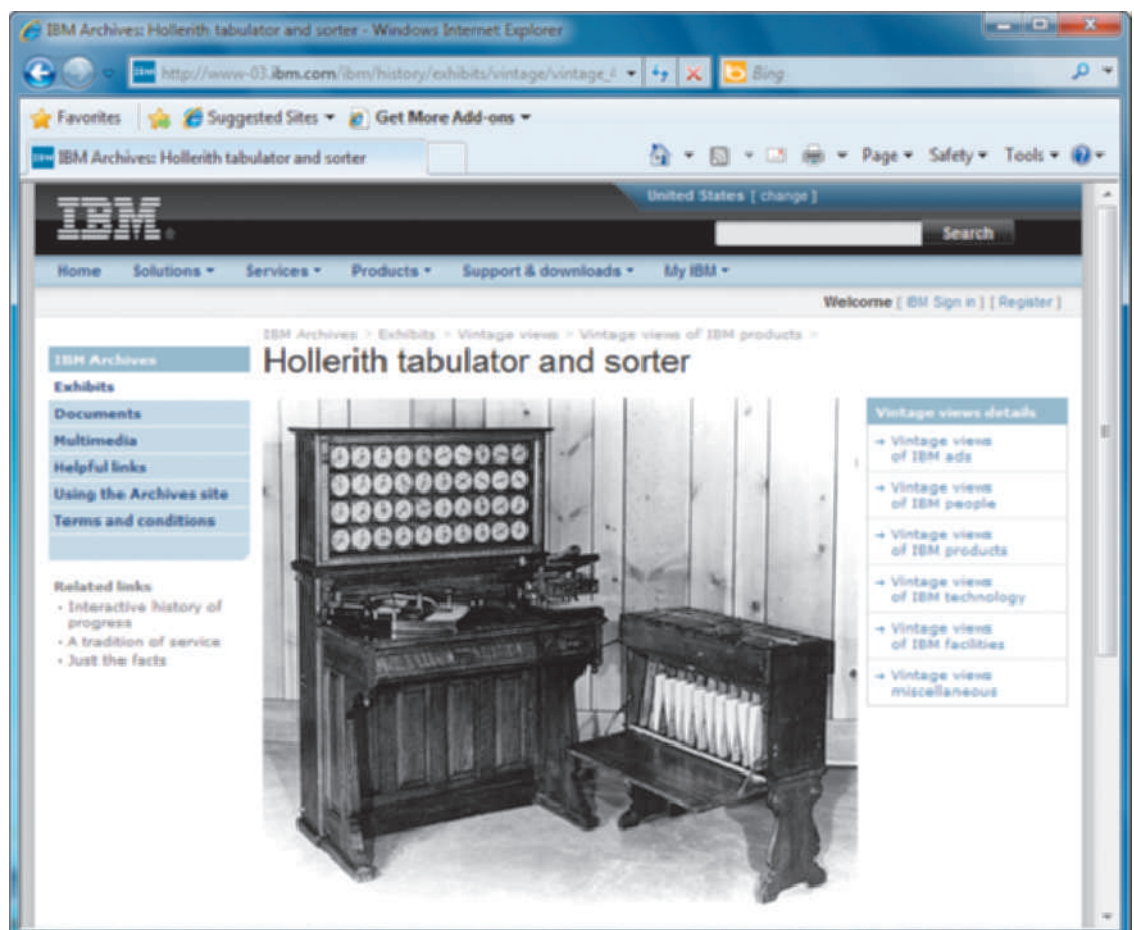 IBM Archives: Hollerith tabulator and sorter - Windows Internet Explorer
http://www-03.ibm.com/ibm/history/exhibits/vintage/vintage_
Bing
Favorites Suggested Sites Get More Add-ons
IBM Archives: Hollerith tabulator and sorter Page Safety Tools
United States [ change ]
IBM
Search
Home Solutions Services Products Support & downloads My IBM
Welcome [ IBM Sign in ] [ Register ]
IBM Archives > Exhibits > Vintage views > Vintage views of IBM products >
Hollerith tabulator and sorter
IBM Archives
Exhibits
Documents
Multimedia
Helpful links
Using the Archives site
Terms and conditions
Related links
· Interactive history of
progress
· A tradition of service
· Just the facts
Vintage views details
→ Vintage views
of IBM ads
→ Vintage views
of IBM people
→ Vintage views
of IBM products
→ Vintage views
of IBM technology
→ Vintage views
of IBM facilities
→ Vintage views
miscellaneous